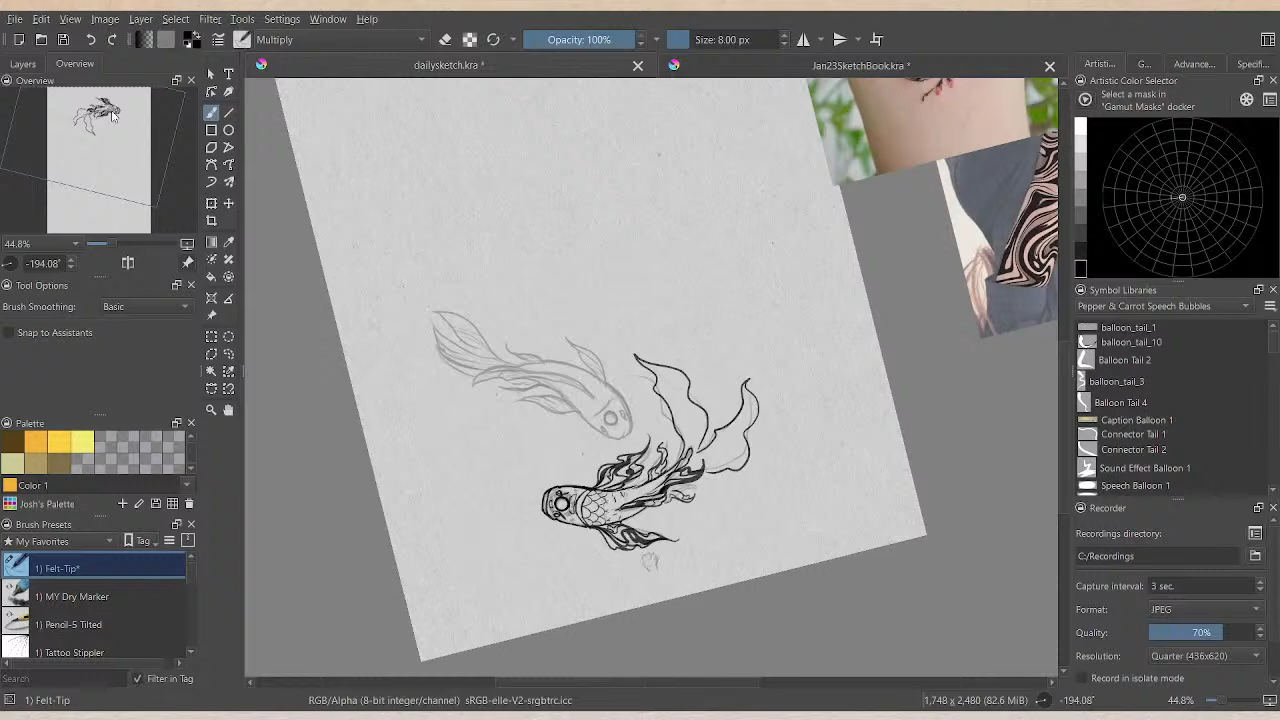 File Edit View Image Layer Select Filter Tools Settings Window Help
Multiply Opacity: 100% Size: 8.00 px
Layers Overview dailysketch.kra * Jan23SketchBook.kra * Artisti... G... Advance... Specifi...
Overview
44.8%
-194.08°
Tool Options
Brush Smoothing: Basic
Snap to Assistants
Palette
Color 1
Josh's Palette
Brush Presets
My Favorites Tag
1) Felt-Tip*
1) MY Dry Marker
1) Pencil-5 Tilted
1) Tattoo Stippler
Search Filter in Tag
Artistic Color Selector
Select a mask in
"Gamut Masks" docker
Symbol Libraries
Pepper & Carrot Speech Bubbles
balloon_tail_1
balloon_tail_10
Balloon Tail 2
balloon_tail_3
Balloon Tail 4
Caption Balloon 1
Connector Tail 1
Connector Tail 2
Sound Effect Balloon 1
Speech Balloon 1
Recorder
Recordings directory:
C:/Recordings
Capture interval: 3 sec.
Format: JPEG
Quality: 70%
Resolution: Quarter (436x620)
Record in isolate mode
1) Felt-Tip RGB/Alpha (8-bit integer/channel) sRGB-elle-V2-srgbtrc.icc 1,748 x 2,480 (82.6 MiB) -194.08° 44.8%